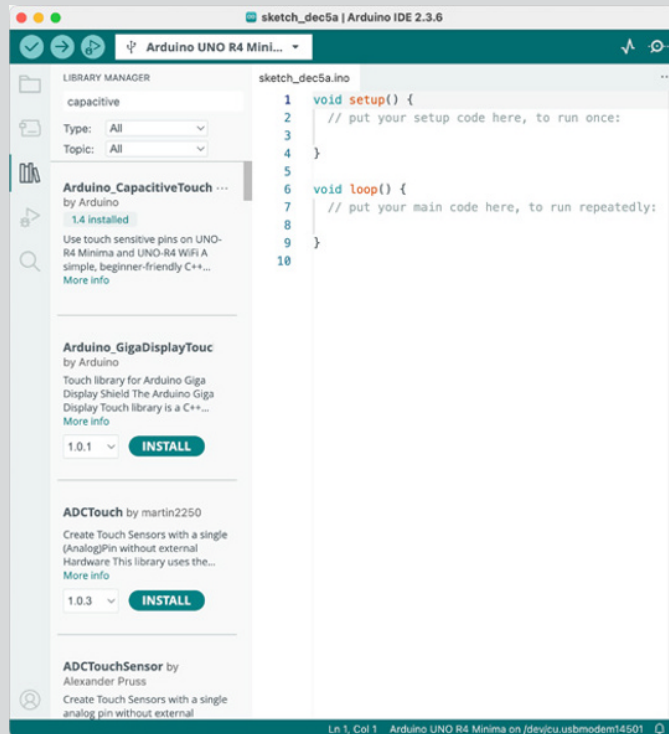 sketch_dec5a | Arduino IDE 2.3.6
Arduino UNO R4 Mini...
LIBRARY MANAGER
capacitive
Type: All
Topic: All
Arduino_CapacitiveTouch ...
by Arduino
1.4 installed
Use touch sensitive pins on UNO-
R4 Minima and UNO-R4 WiFi A
simple, beginner-friendly C++...
More info
Arduino_GigaDisplayTouc
by Arduino
Touch library for Arduino Giga
Display Shield The Arduino Giga
Display Touch library is a C++...
More info
1.0.1 INSTALL
ADCTouch by martin2250
Create Touch Sensors with a single
(Analog)Pin without external
Hardware This library uses the...
More info
1.0.3 INSTALL
ADCTouchSensor by
Alexander Pruss
Create Touch Sensors with a single
analog pin without external
sketch_dec5a.ino
1 void setup() {
2 // put your setup code here, to run once:
3
4 }
5
6 void loop() {
7 // put your main code here, to run repeatedly:
8
9 }
10
Ln 1, Col 1 Arduino UNO R4 Minima on /dev/cu.usbmodem14501